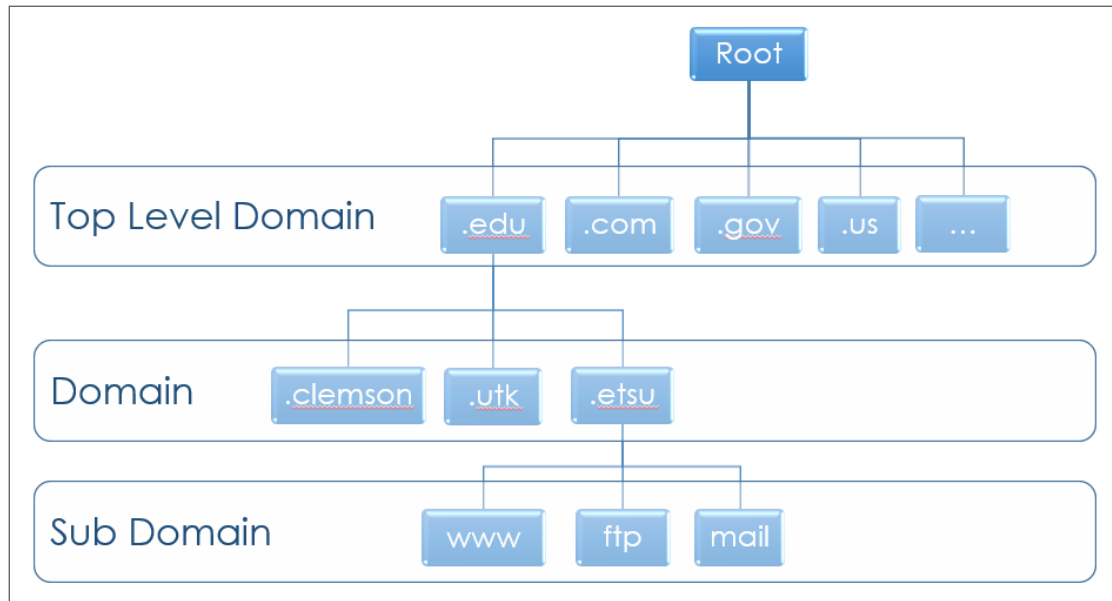 Root
Top Level Domain
.edu
.com
.gov
.us
...
Domain
.clemson
.utk
.etsu
Sub Domain
www
ftp
mail